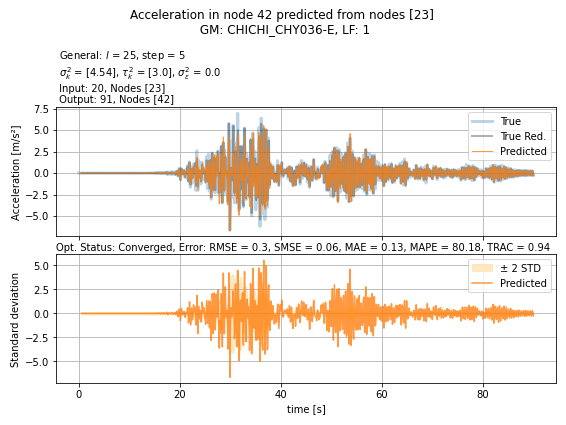 Acceleration in node 42 predicted from nodes [23]
GM: CHICHI_CHY036-E, LF: 1
General: l = 25, step = 5
σ²ₖ = [4.54], τ²ₖ = [3.0], σ²ε = 0.0
Input: 20, Nodes [23]
Output: 91, Nodes [42]
Acceleration [m/s²]
7.5
5.0
2.5
0.0
−2.5
−5.0
True
True Red.
Predicted
Opt. Status: Converged, Error: RMSE = 0.3, SMSE = 0.06, MAE = 0.13, MAPE = 80.18, TRAC = 0.94
Standard deviation
5.0
2.5
0.0
−2.5
−5.0
± 2 STD
Predicted
0 20 40 60 80
time [s]